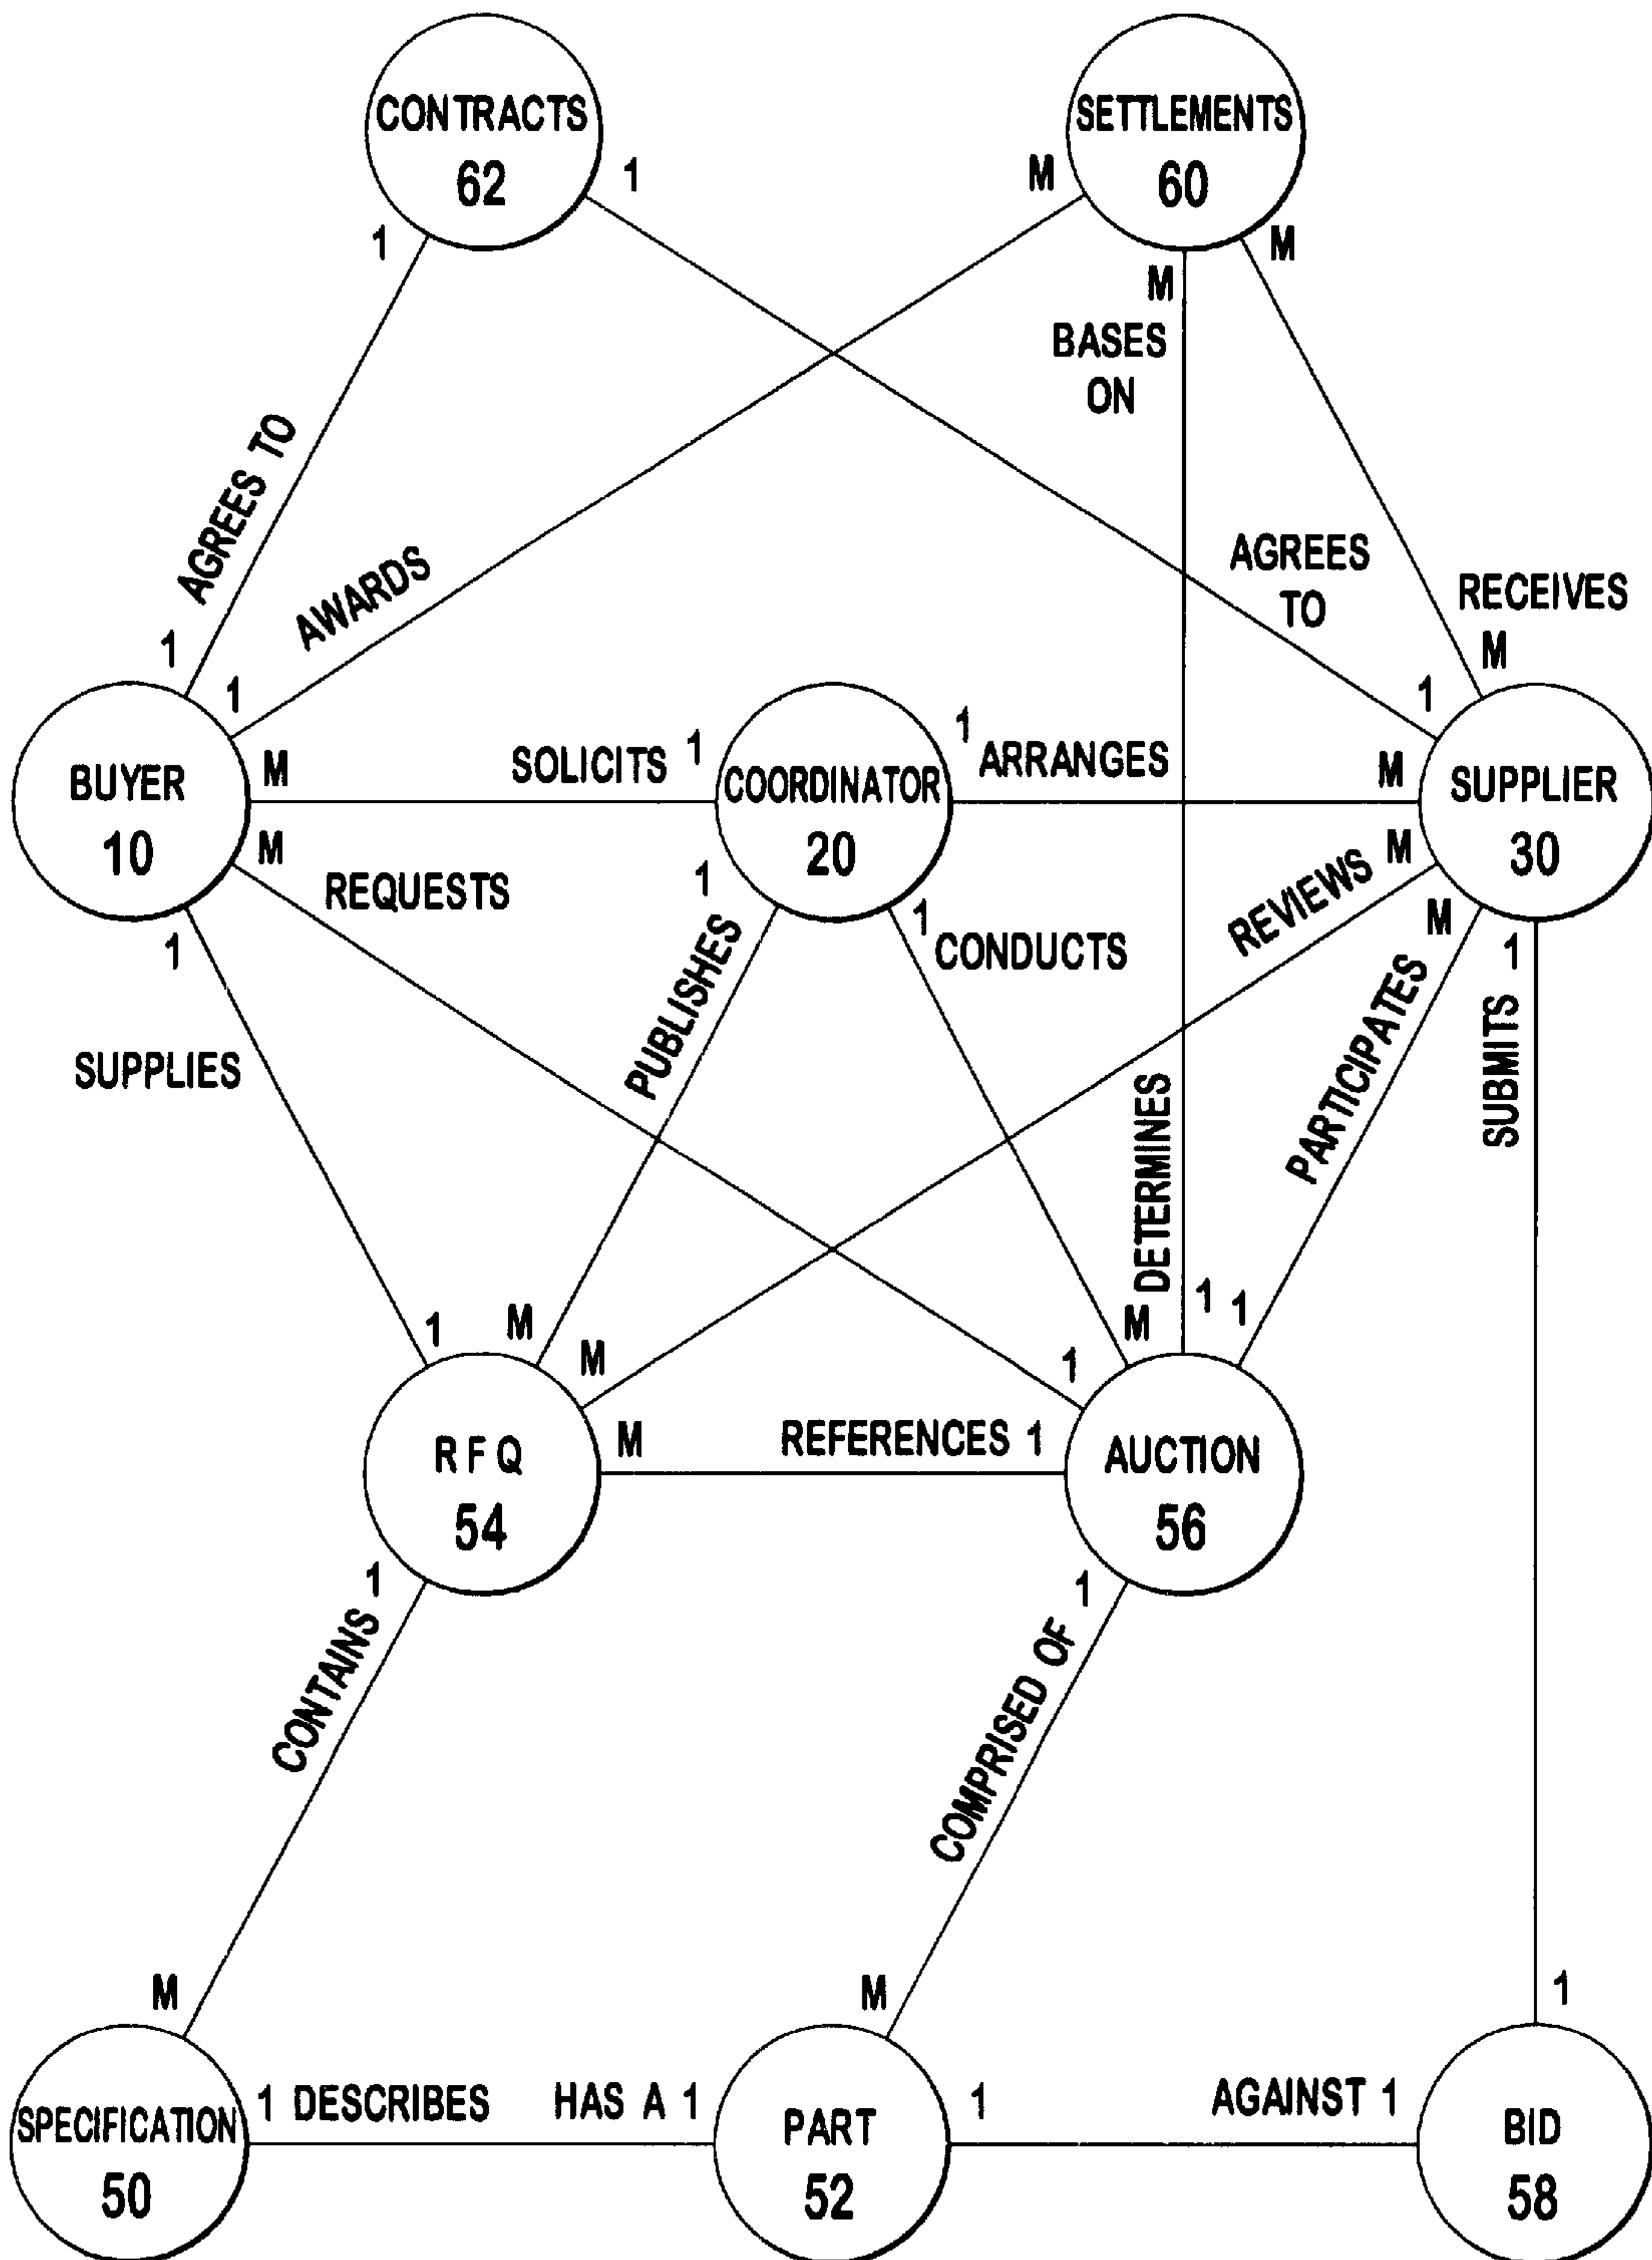 CONTRACTS
62
SETTLEMENTS
60
1
M
1
M
M
BASES
ON
AGREES TO
AWARDS
AGREES
TO
RECEIVES
1
M
1
1
BUYER
10
M
SOLICITS 1
COORDINATOR
20
1 ARRANGES
M
SUPPLIER
30
M
REQUESTS
1
PUBLISHES
1 CONDUCTS
REVIEWS M
M
PARTICIPATES
1
SUBMITS
1
SUPPLIES
DETERMINES
1
M
M
1
M
1
1
RFQ
54
M
REFERENCES 1
AUCTION
56
CONTAINS 1
COMPRISED OF 1
M
M
1
SPECIFICATION
50
1 DESCRIBES
HAS A 1
PART
52
1
AGAINST 1
BID
58